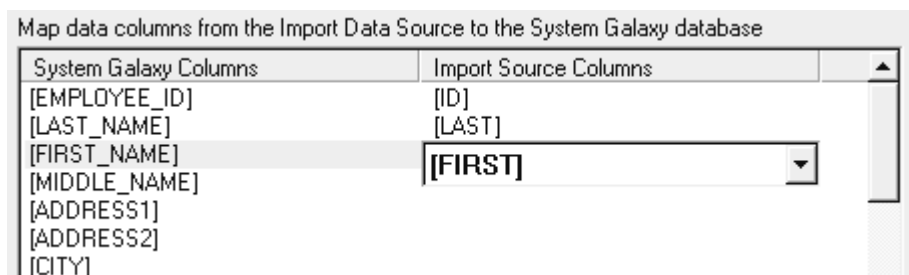 Map data columns from the Import Data Source to the System Galaxy database
System Galaxy Columns Import Source Columns
[EMPLOYEE_ID] [ID]
[LAST_NAME] [LAST]
[FIRST_NAME] [FIRST]
[MIDDLE_NAME]
[ADDRESS1]
[ADDRESS2]
[CITY]